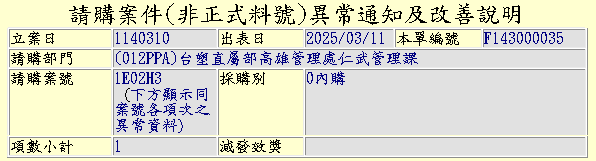 請購案件(非正式料號)異常通知及改善說明
立案日 1140310 出表日 2025/03/11 本單編號 F143000035
請購部門 (012PPA)台塑直屬部高雄管理處仁武管理課
請購案號 1E02H3 採購別 0內購
(下方顯示同
案號各項次之
異常資料)
項數小計 1 減發效獎